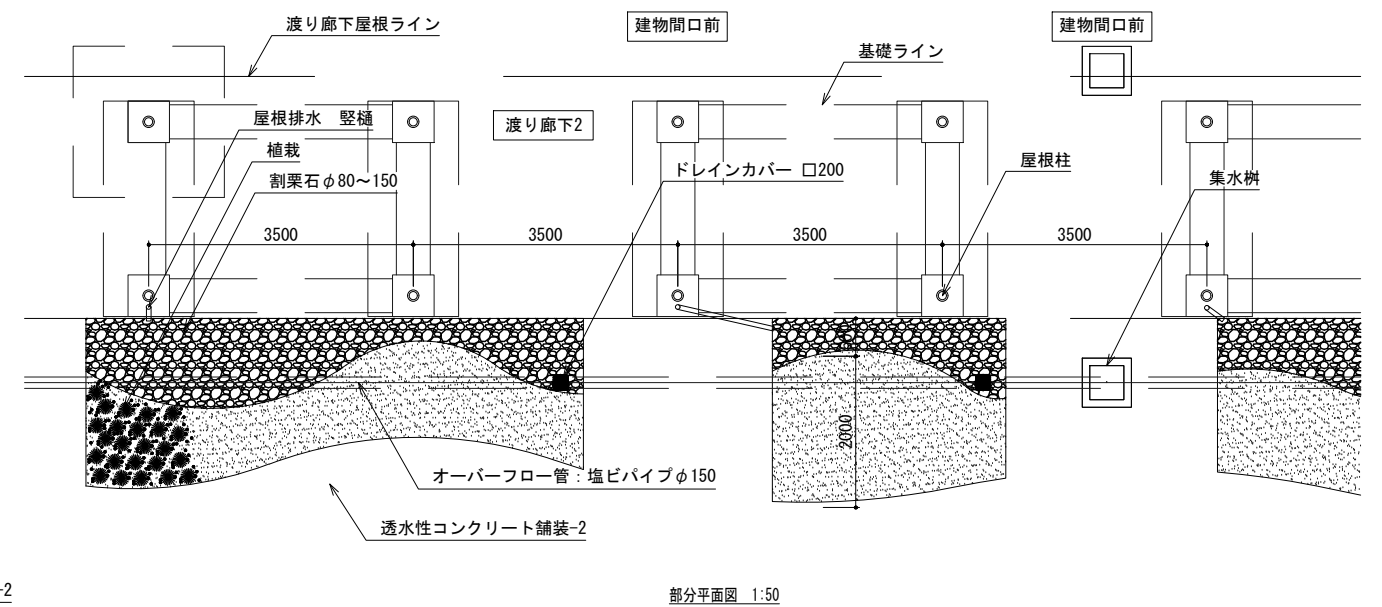 渡り廊下屋根ライン
建物間口前
建物間口前
基礎ライン
屋根排水　竪樋
渡り廊下2
植栽
ドレインカバー □200
屋根柱
割栗石φ80～150
集水桝
3500
3500
3500
3500
2000
オーバーフロー管：塩ビパイプφ150
透水性コンクリート舗装-2
-2
部分平面図　1:50